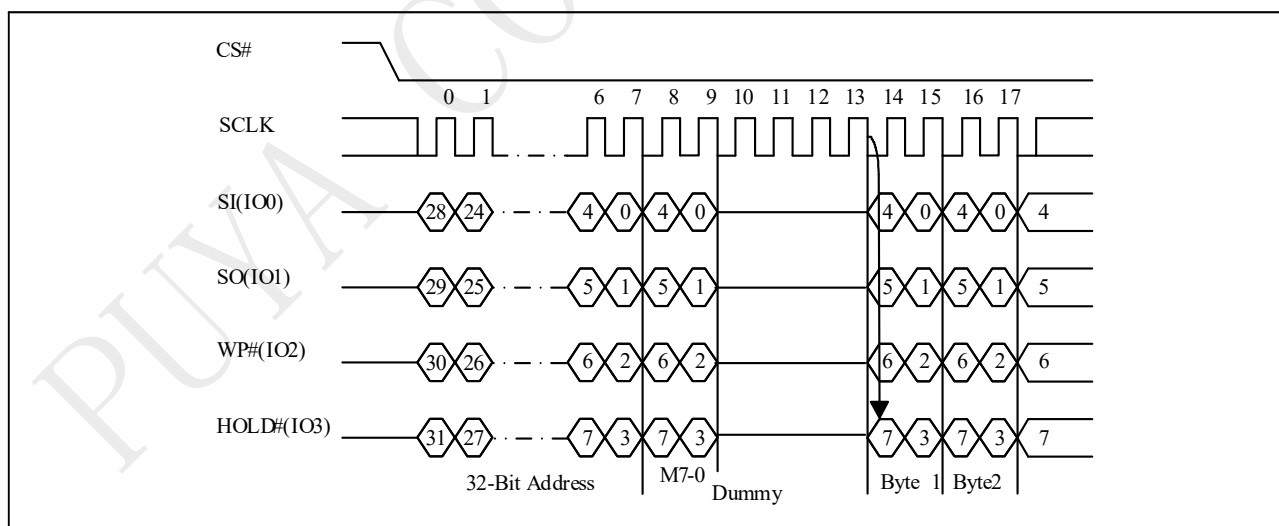 PUYA CO
CS#
0 1 6 7 8 9 10 11 12 13 14 15 16 17
SCLK
SI(IO0) 28 24 4 0 4 0 4 0 4 0 4
SO(IO1) 29 25 5 1 5 1 5 1 5 1 5
WP#(IO2) 30 26 6 2 6 2 6 2 6 2 6
HOLD#(IO3) 31 27 7 3 7 3 7 3 7 3 7
32-Bit Address M7-0 Byte 1 Byte2
Dummy